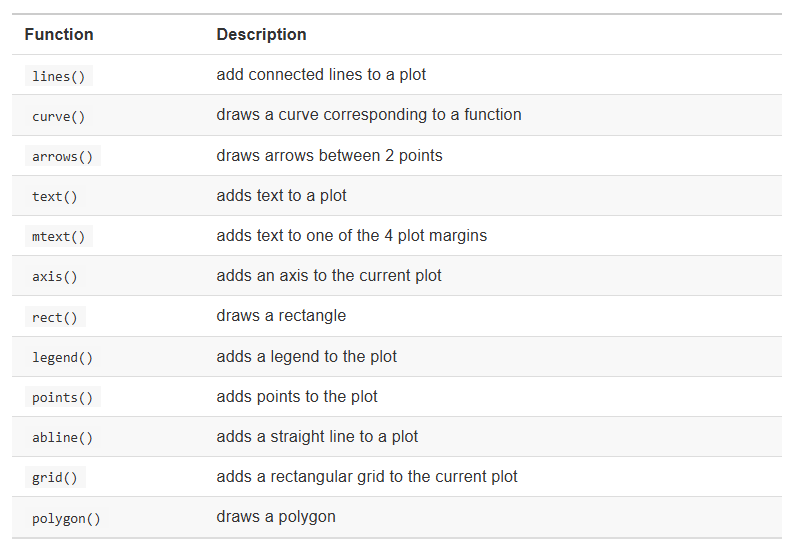 Function Description
lines() add connected lines to a plot
curve() draws a curve corresponding to a function
arrows() draws arrows between 2 points
text() adds text to a plot
mtext() adds text to one of the 4 plot margins
axis() adds an axis to the current plot
rect() draws a rectangle
legend() adds a legend to the plot
points() adds points to the plot
abline() adds a straight line to a plot
grid() adds a rectangular grid to the current plot
polygon() draws a polygon